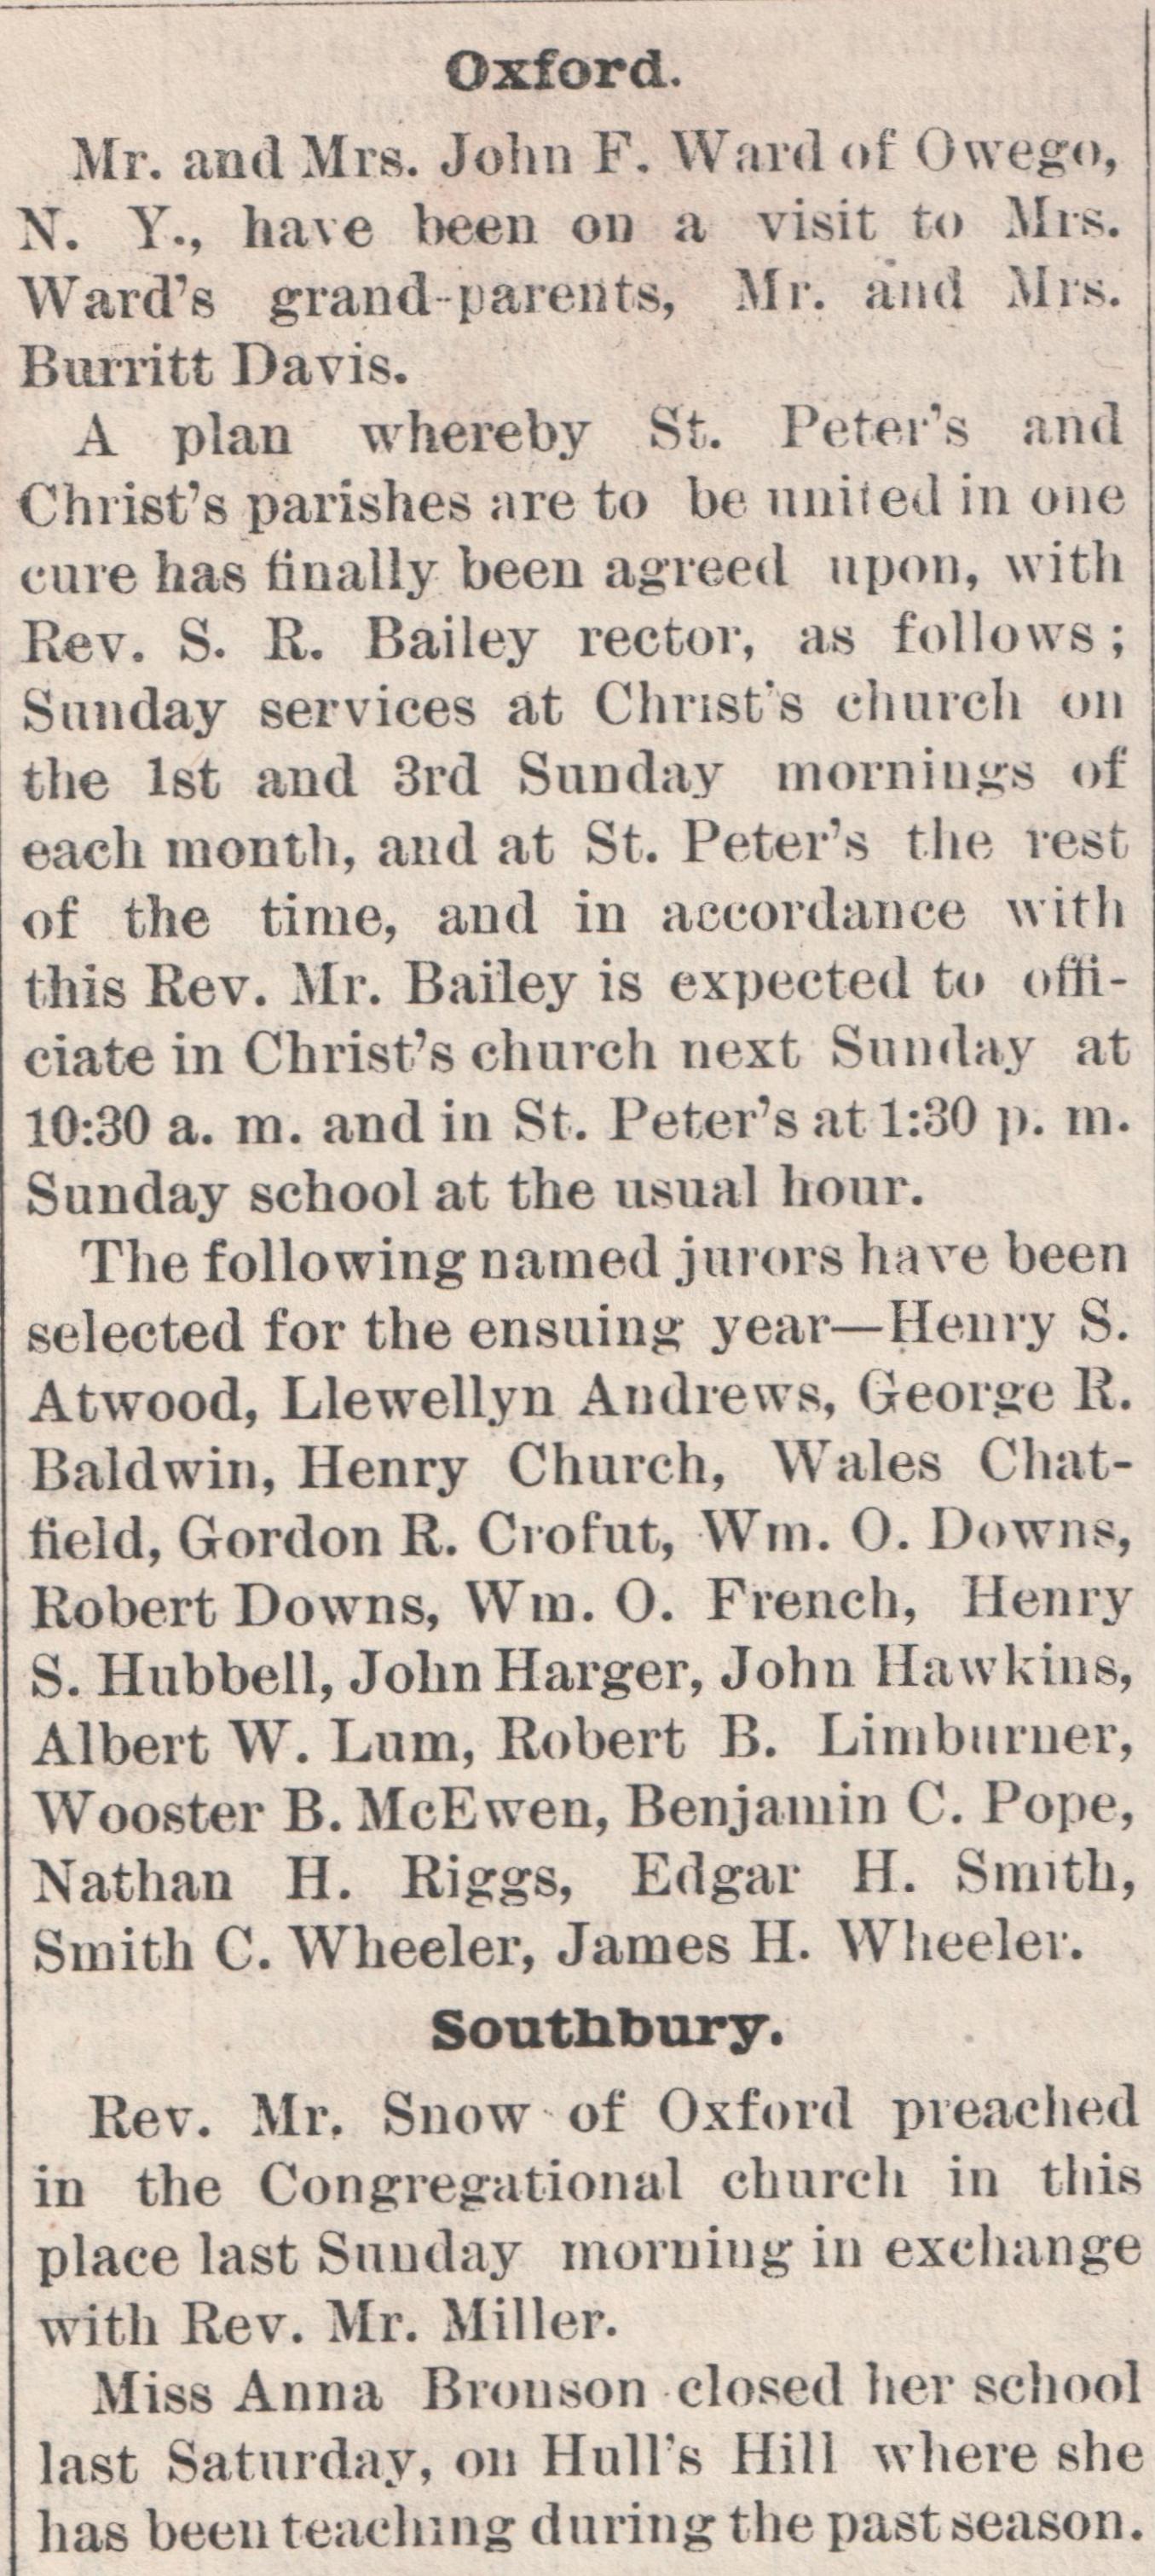 Oxford.
Mr. and Mrs. John F. Ward of Owego,
N. Y., have been on a visit to Mrs.
Ward's grand-parents, Mr. and Mrs.
Burritt Davis.
A plan whereby St. Peter's and
Christ's parishes are to be united in one
cure has finally been agreed upon, with
Rev. S. R. Bailey rector, as follows;
Sunday services at Christ's church on
the 1st and 3rd Sunday mornings of
each month, and at St. Peter's the rest
of the time, and in accordance with
this Rev. Mr. Bailey is expected to offi-
ciate in Christ's church next Sunday at
10:30 a. m. and in St. Peter's at 1:30 p. m.
Sunday school at the usual hour.
The following named jurors have been
selected for the ensuing year—Henry S.
Atwood, Llewellyn Andrews, George R.
Baldwin, Henry Church, Wales Chat-
field, Gordon R. Crofut, Wm. O. Downs,
Robert Downs, Wm. O. French, Henry
S. Hubbell, John Harger, John Hawkins,
Albert W. Lum, Robert B. Limburner,
Wooster B. McEwen, Benjamin C. Pope,
Nathan H. Riggs, Edgar H. Smith,
Smith C. Wheeler, James H. Wheeler.
Southbury.
Rev. Mr. Snow of Oxford preached
in the Congregational church in this
place last Sunday morning in exchange
with Rev. Mr. Miller.
Miss Anna Bronson closed her school
last Saturday, on Hull's Hill where she
has been teaching during the past season.